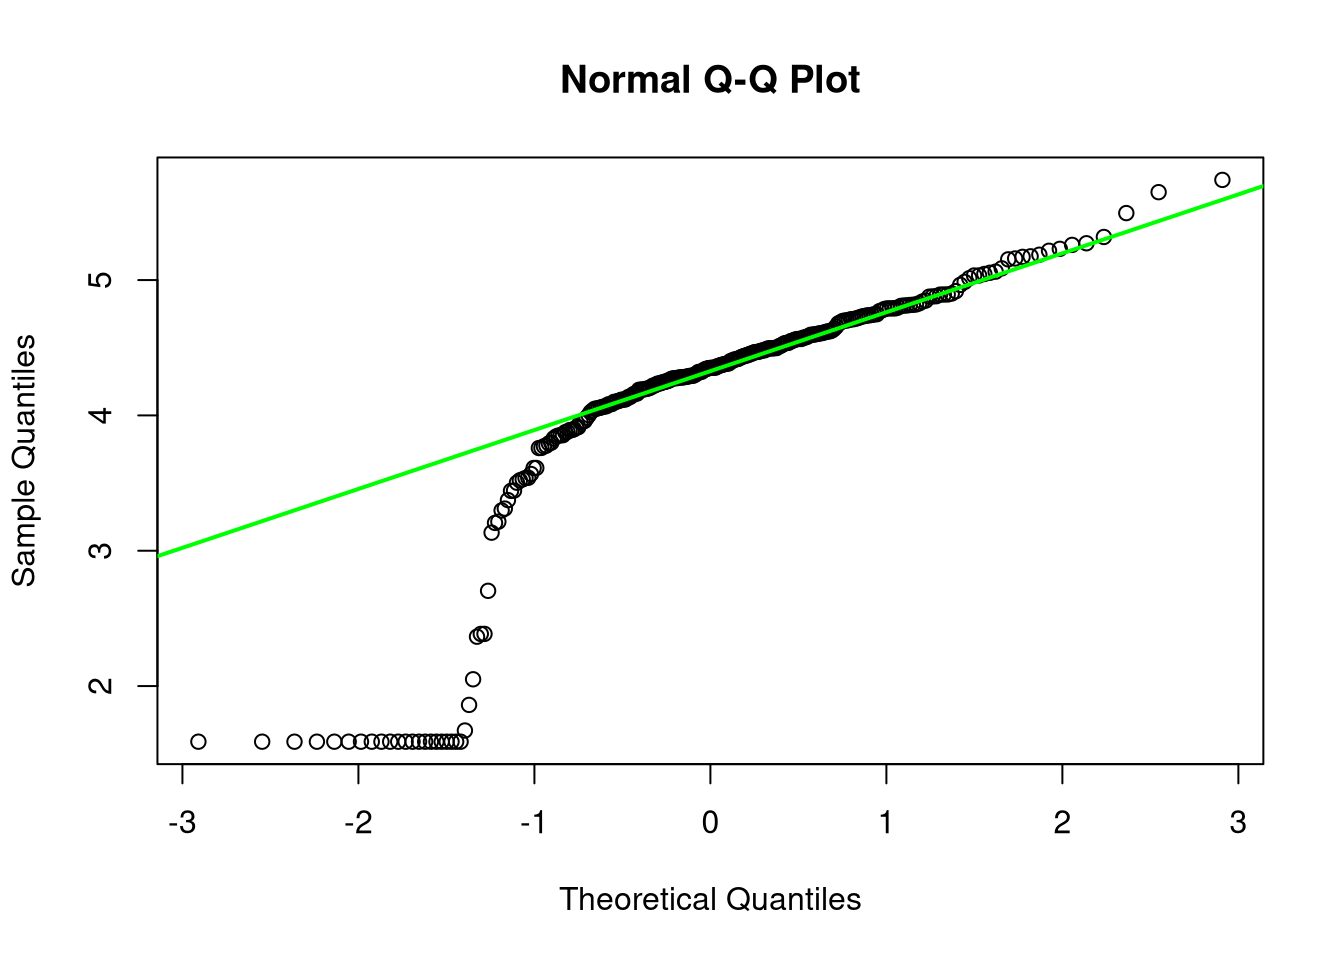 Normal Q-Q Plot
Sample Quantiles
5
4
3
2
-3 -2 -1 0 1 2 3
Theoretical Quantiles